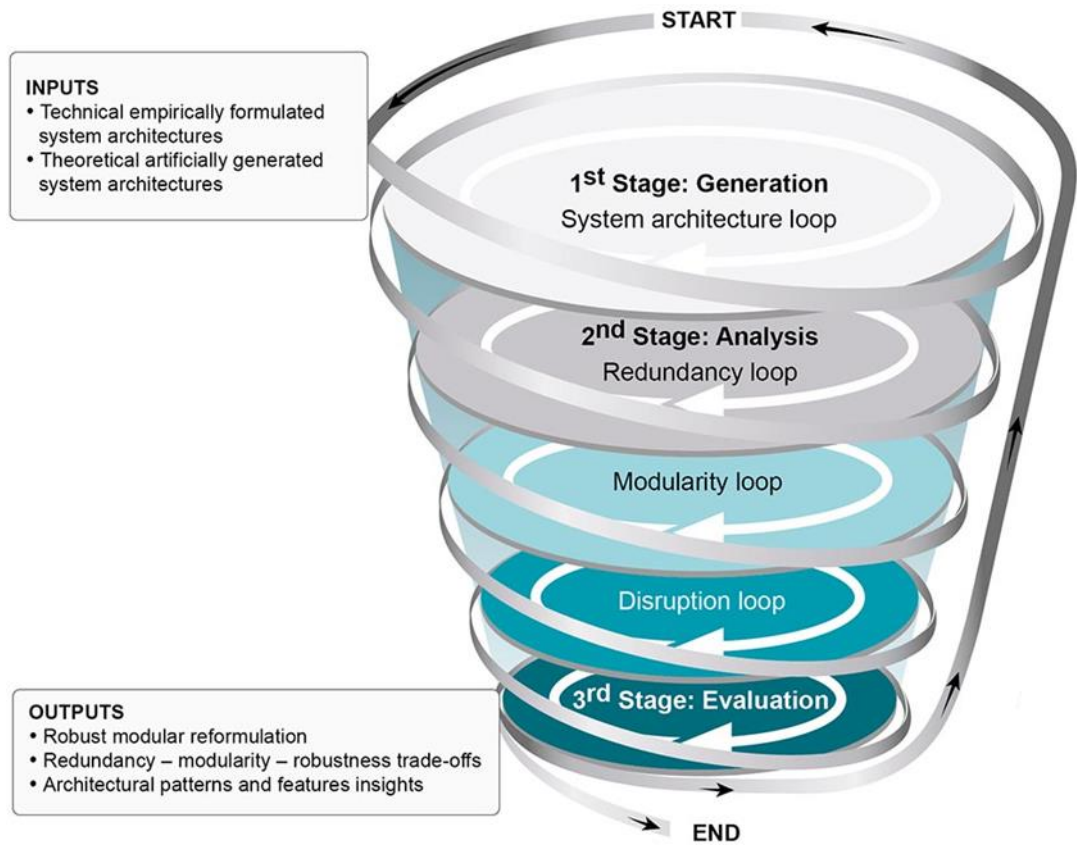 START
INPUTS
• Technical empirically formulated
system architectures
• Theoretical artificially generated
system architectures
1st Stage: Generation
System architecture loop
2nd Stage: Analysis
Redundancy loop
Modularity loop
Disruption loop
3rd Stage: Evaluation
OUTPUTS
• Robust modular reformulation
• Redundancy – modularity – robustness trade-offs
• Architectural patterns and features insights
END